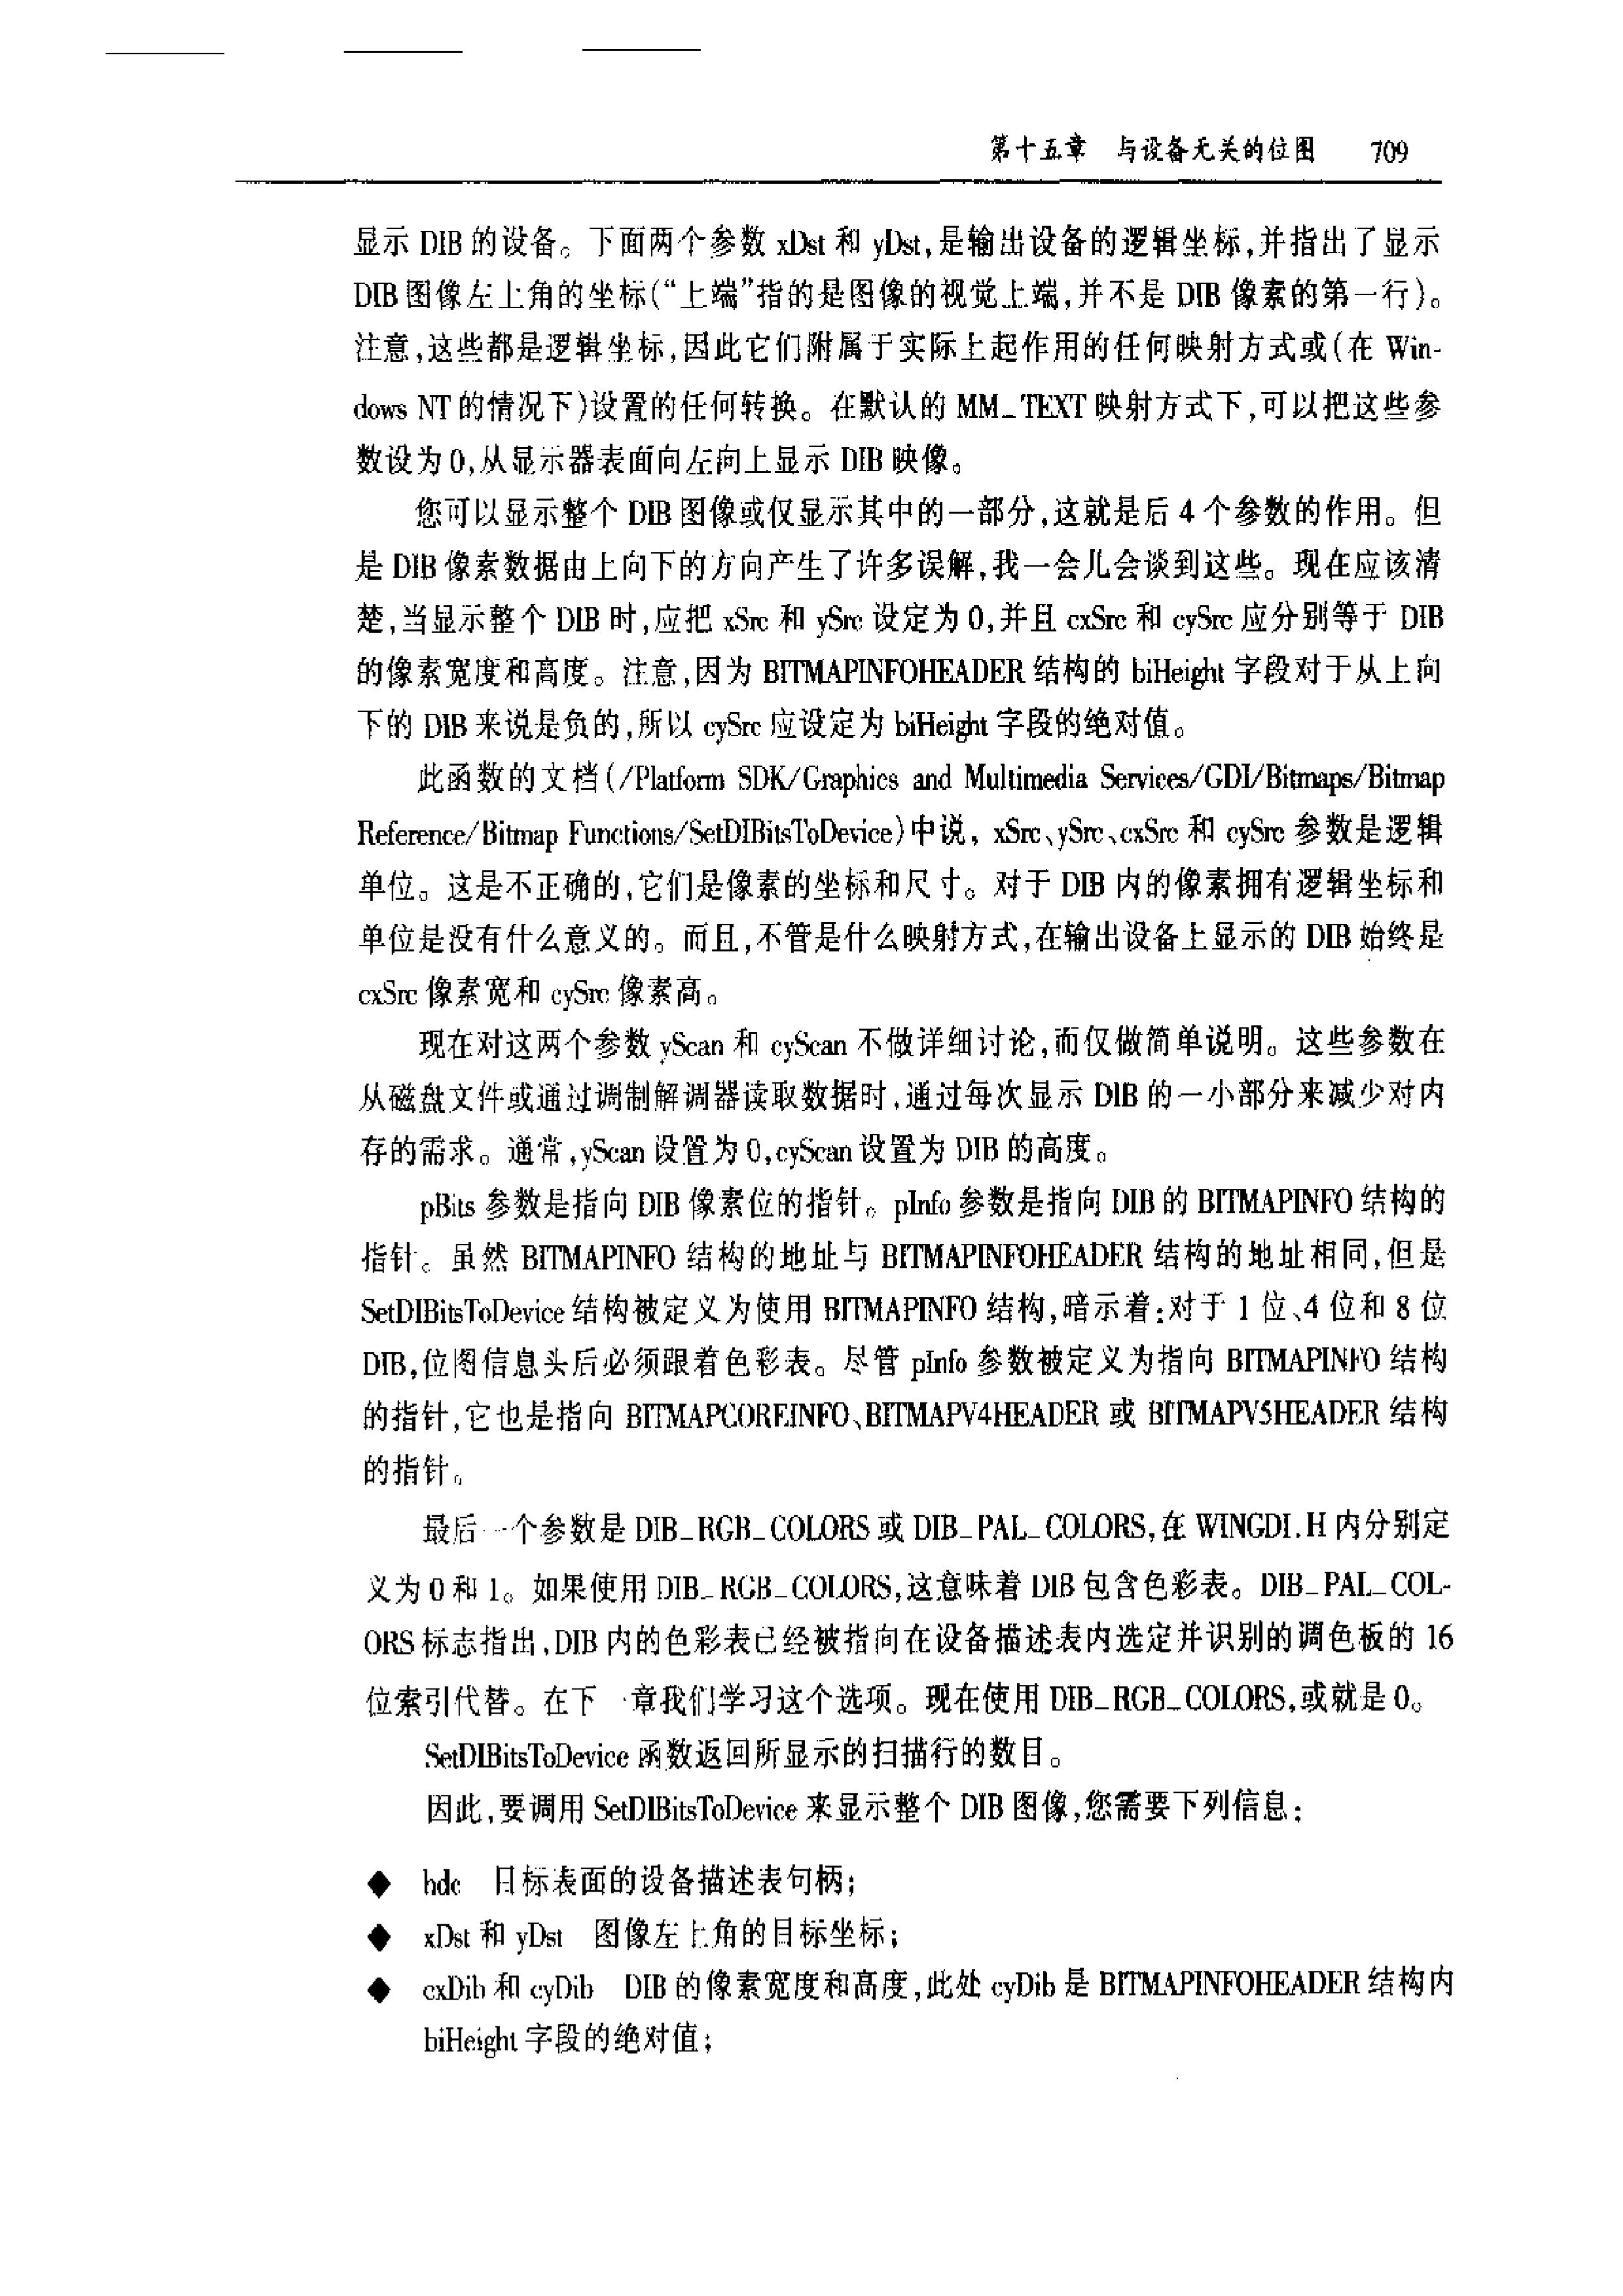 第十五章 与设备无关的位图 709
显示 DIB 的设备。下面两个参数 xDst 和 yDst,是输出设备的逻辑坐标,并指出了显示
DIB 图像左上角的坐标(“上端”指的是图像的视觉上端,并不是 DIB 像素的第一行)。
注意,这些都是逻辑坐标,因此它们附属于实际上起作用的任何映射方式或(在 Win-
dows NT 的情况下)设置的任何转换。在默认的 MM_TEXT 映射方式下,可以把这些参
数设为 0,从显示器表面向左向上显示 DIB 映像。
您可以显示整个 DIB 图像或仅显示其中的一部分,这就是后 4 个参数的作用。但
是 DIB 像素数据由上向下的方向产生了许多误解,我一会儿会谈到这些。现在应该清
楚,当显示整个 DIB 时,应把 xSrc 和 ySrc 设定为 0,并且 cxSrc 和 cySrc 应分别等于 DIB
的像素宽度和高度。注意,因为 BITMAPINFOHEADER 结构的 biHeight 字段对于从上向
下的 DIB 来说是负的,所以 cySrc 应设定为 biHeight 字段的绝对值。
此函数的文档(/Platform SDK/Graphics and Multimedia Services/GDI/Bitmaps/Bitmap
Reference/Bitmap Functions/SetDIBitsToDevice)中说, xSrc、ySrc、cxSrc 和 cySrc 参数是逻辑
单位。这是不正确的,它们是像素的坐标和尺寸。对于 DIB 内的像素拥有逻辑坐标和
单位是没有什么意义的。而且,不管是什么映射方式,在输出设备上显示的 DIB 始终是
cxSrc 像素宽和 cySrc 像素高。
现在对这两个参数 yScan 和 cyScan 不做详细讨论,而仅做简单说明。这些参数在
从磁盘文件或通过调制解调器读取数据时,通过每次显示 DIB 的一小部分来减少对内
存的需求。通常,yScan 设置为 0,cyScan 设置为 DIB 的高度。
pBits 参数是指向 DIB 像素位的指针。pInfo 参数是指向 DIB 的 BITMAPINFO 结构的
指针。虽然 BITMAPINFO 结构的地址与 BITMAPINFOHEADER 结构的地址相同,但是
SetDIBitsToDevice 结构被定义为使用 BITMAPINFO 结构,暗示着:对于 1 位、4 位和 8 位
DIB,位图信息头后必须跟着色彩表。尽管 pInfo 参数被定义为指向 BITMAPINFO 结构
的指针,它也是指向 BITMAPCOREINFO、BITMAPV4HEADER 或 BITMAPV5HEADER 结构
的指针。
最后一个参数是 DIB_RGB_COLORS 或 DIB_PAL_COLORS,在 WINGDI.H 内分别定
义为 0 和 1。如果使用 DIB_RGB_COLORS,这意味着 DIB 包含色彩表。DIB_PAL_COL-
ORS 标志指出,DIB 内的色彩表已经被指向在设备描述表内选定并识别的调色板的 16
位索引代替。在下一章我们学习这个选项。现在使用 DIB_RGB_COLORS,或就是 0。
SetDIBitsToDevice 函数返回所显示的扫描行的数目。
因此,要调用 SetDIBitsToDevice 来显示整个 DIB 图像,您需要下列信息:
◆ hdc 目标表面的设备描述表句柄;
◆ xDst 和 yDst 图像左上角的目标坐标;
◆ cxDib 和 cyDib DIB 的像素宽度和高度,此处 cyDib 是 BITMAPINFOHEADER 结构内
biHeight 字段的绝对值;